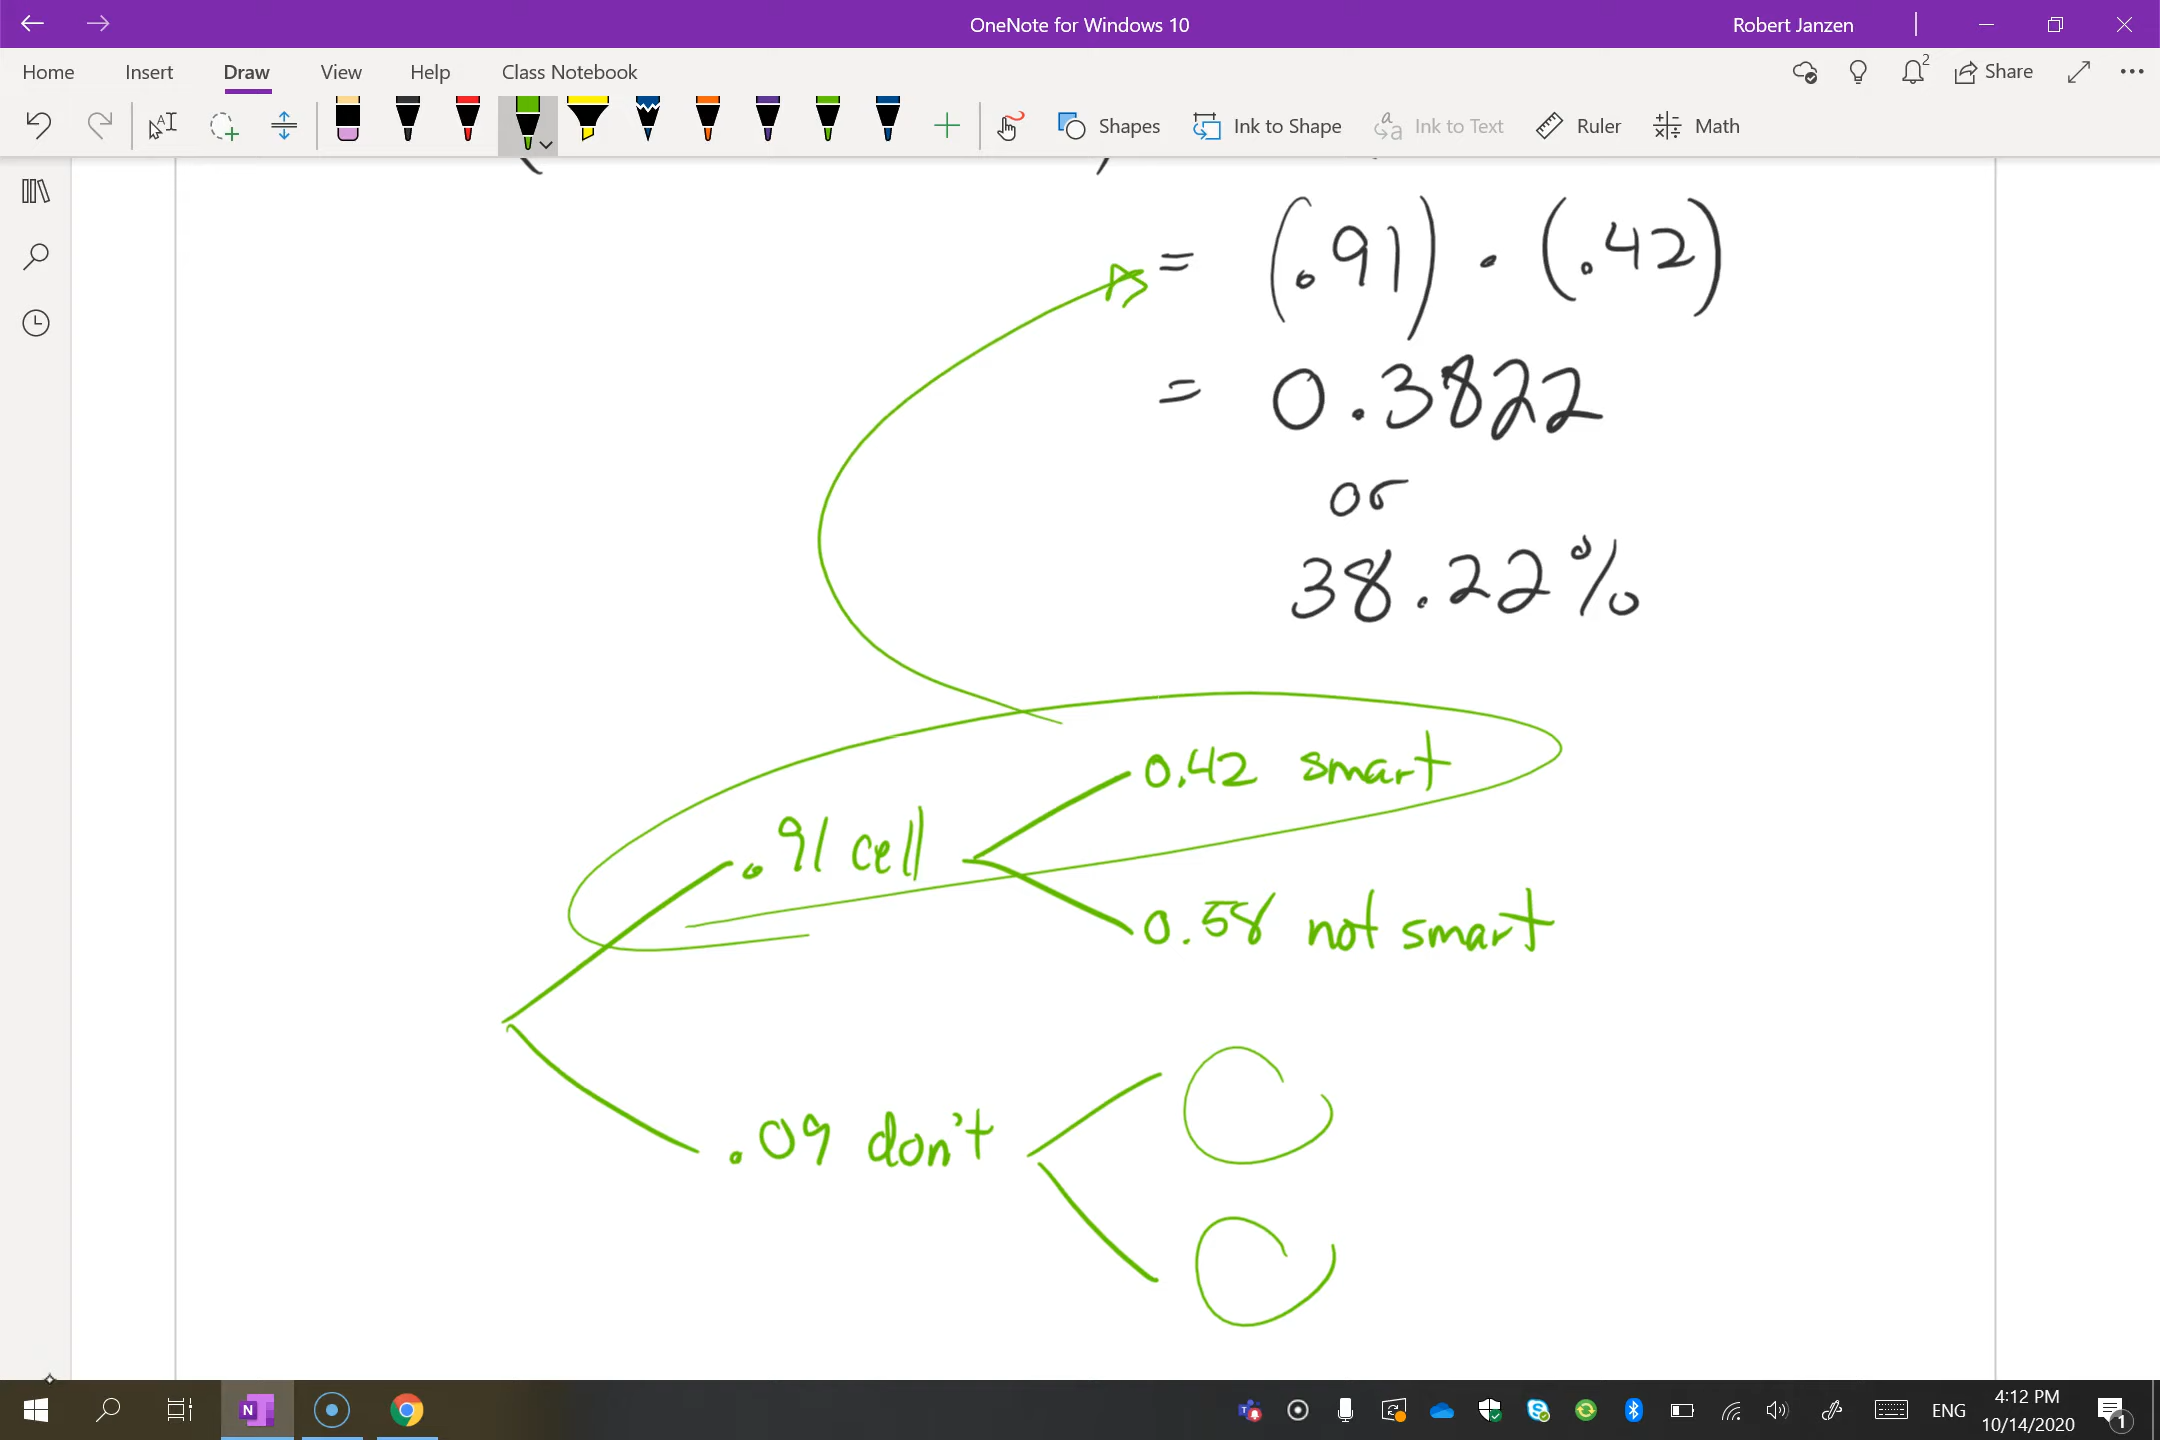 OneNote for Windows 10
Robert Janzen
Home Insert Draw View Help Class Notebook
2 Share
Shapes Ink to Shape Ink to Text Ruler Math
= (.91) · (.42)
= 0.3822
or
38.22%
0.42 smart
.91 cell
0.58 not smart
.09 don't
ENG
4:12 PM
10/14/2020
1